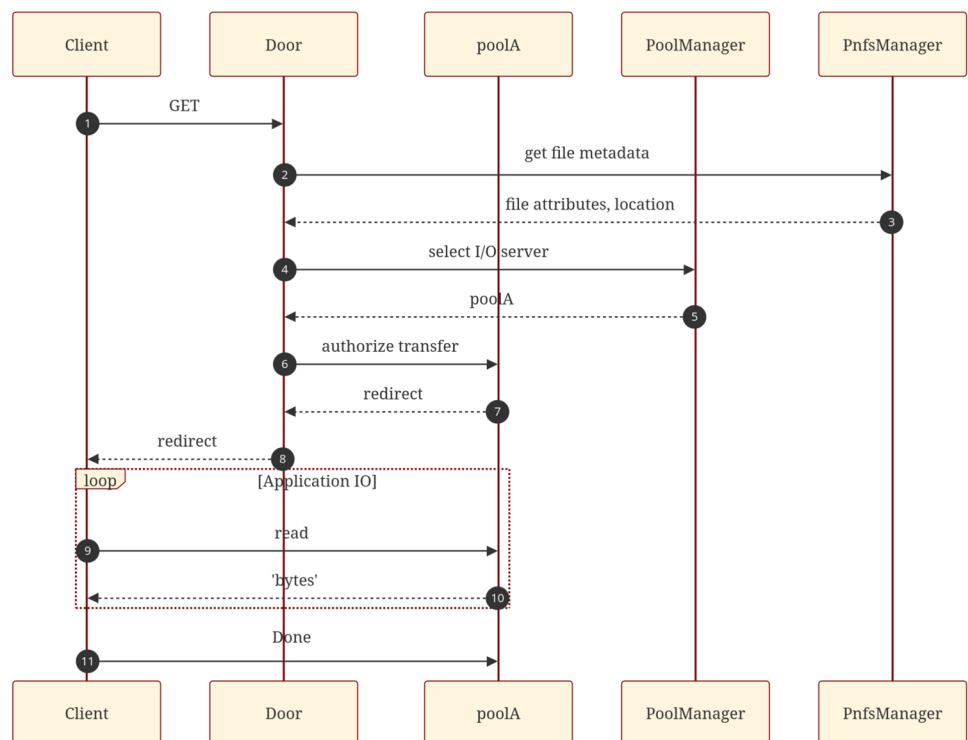 Client
Door
poolA
PoolManager
PnfsManager
GET
1
get file metadata
2
file attributes, location
3
select I/O server
4
poolA
5
authorize transfer
6
redirect
7
redirect
8
loop
[Application IO]
read
9
'bytes'
10
Done
11
Client
Door
poolA
PoolManager
PnfsManager